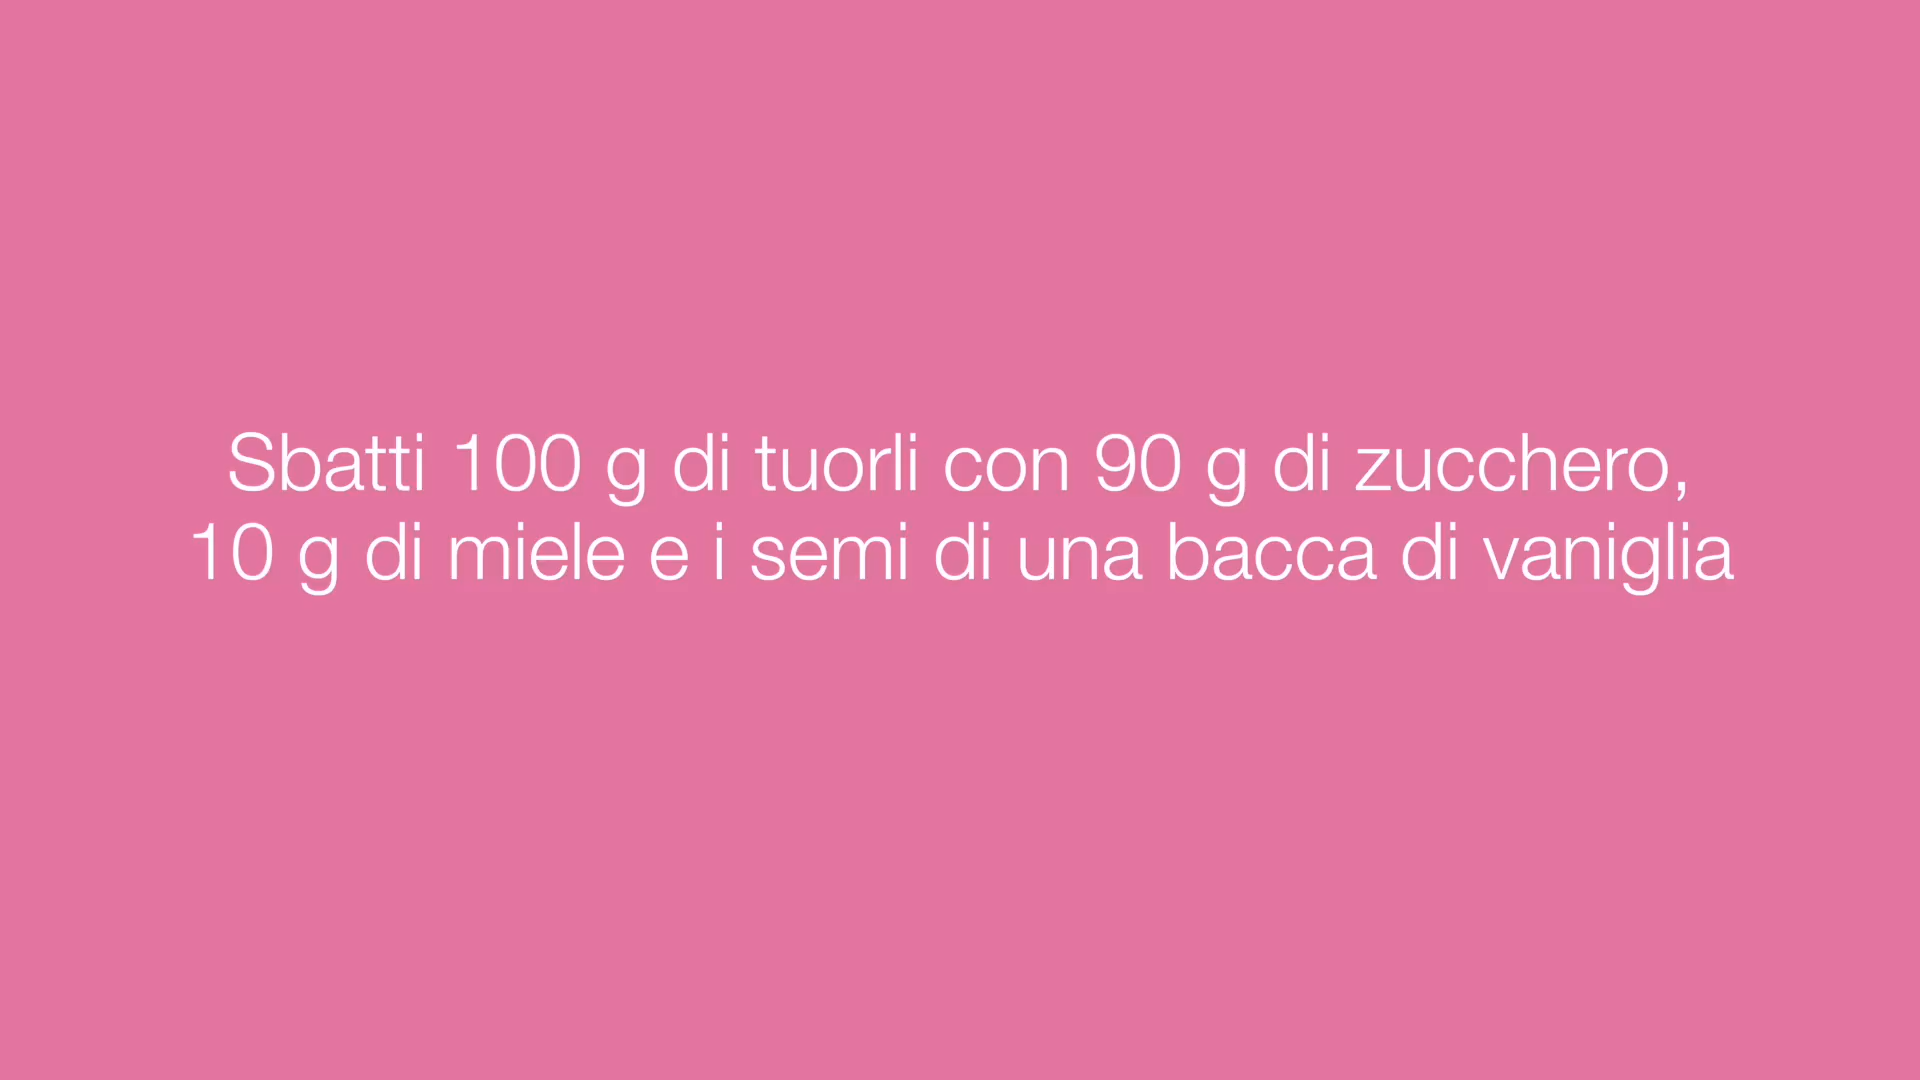 Sbatti 100 g di tuorli con 90 g di zucchero,
10 g di miele e i semi di una bacca di vaniglia